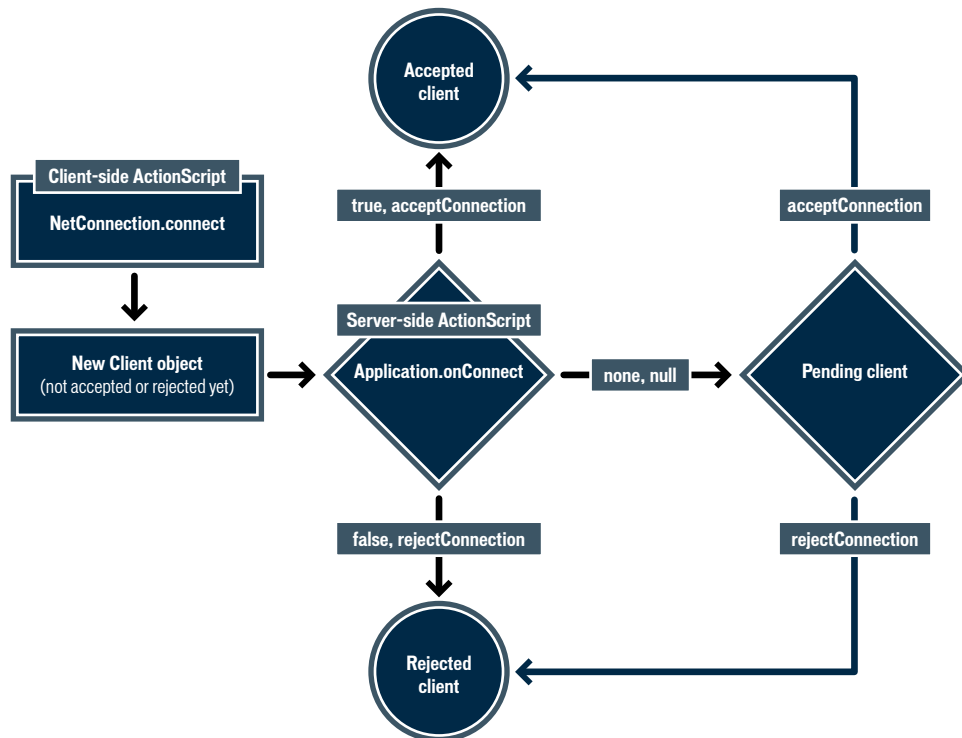 Accepted
client
Client-side ActionScript
NetConnection.connect
true, acceptConnection
acceptConnection
Server-side ActionScript
New Client object
(not accepted or rejected yet)
Application.onConnect
none, null
Pending client
false, rejectConnection
rejectConnection
Rejected
client